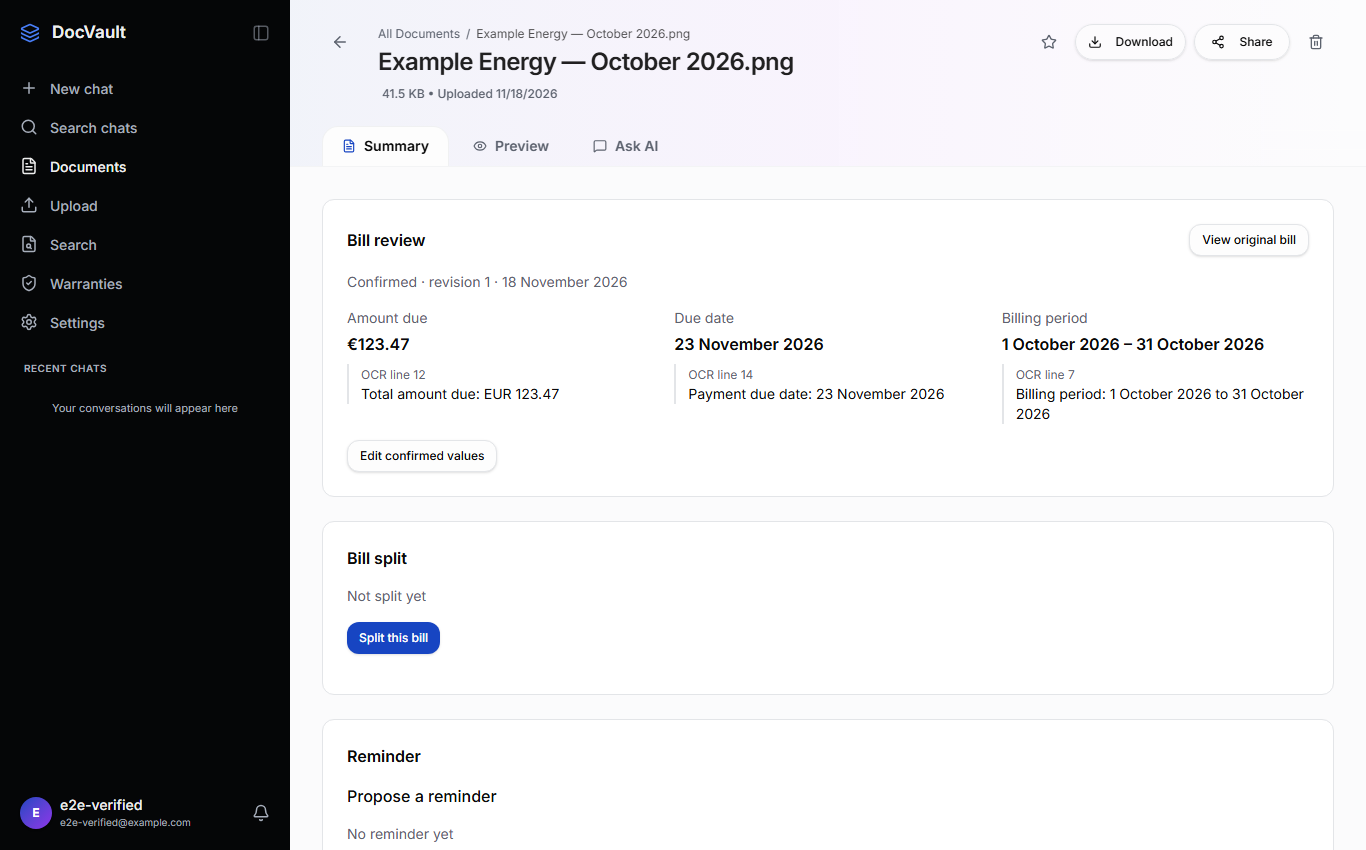 DocVault
New chat
Search chats
Documents
Upload
Search
Warranties
Settings
RECENT CHATS
Your conversations will appear here
E
e2e-verified
e2e-verified@example.com
All Documents / Example Energy — October 2026.png
Example Energy — October 2026.png
41.5 KB • Uploaded 11/18/2026
Download
Share
Summary
Preview
Ask AI
Bill review
View original bill
Confirmed · revision 1 · 18 November 2026
Amount due
€123.47
OCR line 12
Total amount due: EUR 123.47
Due date
23 November 2026
OCR line 14
Payment due date: 23 November 2026
Billing period
1 October 2026 – 31 October 2026
OCR line 7
Billing period: 1 October 2026 to 31 October
2026
Edit confirmed values
Bill split
Not split yet
Split this bill
Reminder
Propose a reminder
No reminder yet